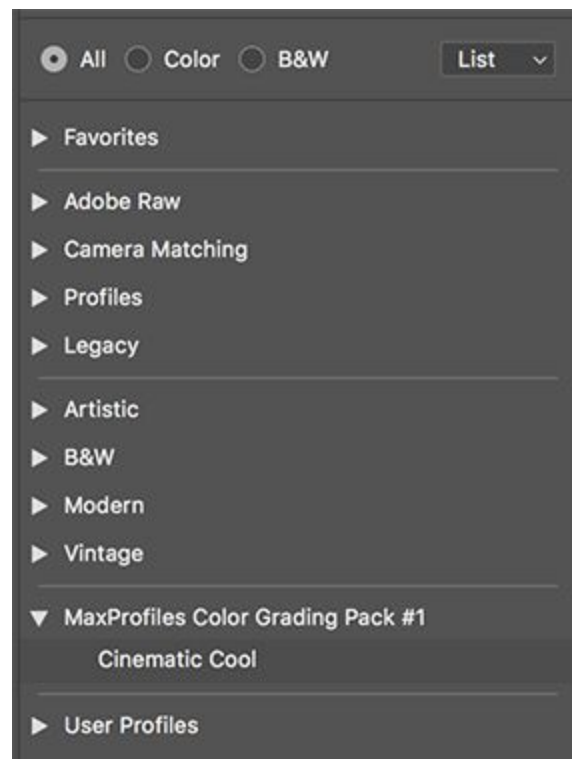 All Color B&W List
Favorites
Adobe Raw
Camera Matching
Profiles
Legacy
Artistic
B&W
Modern
Vintage
MaxProfiles Color Grading Pack #1
Cinematic Cool
User Profiles